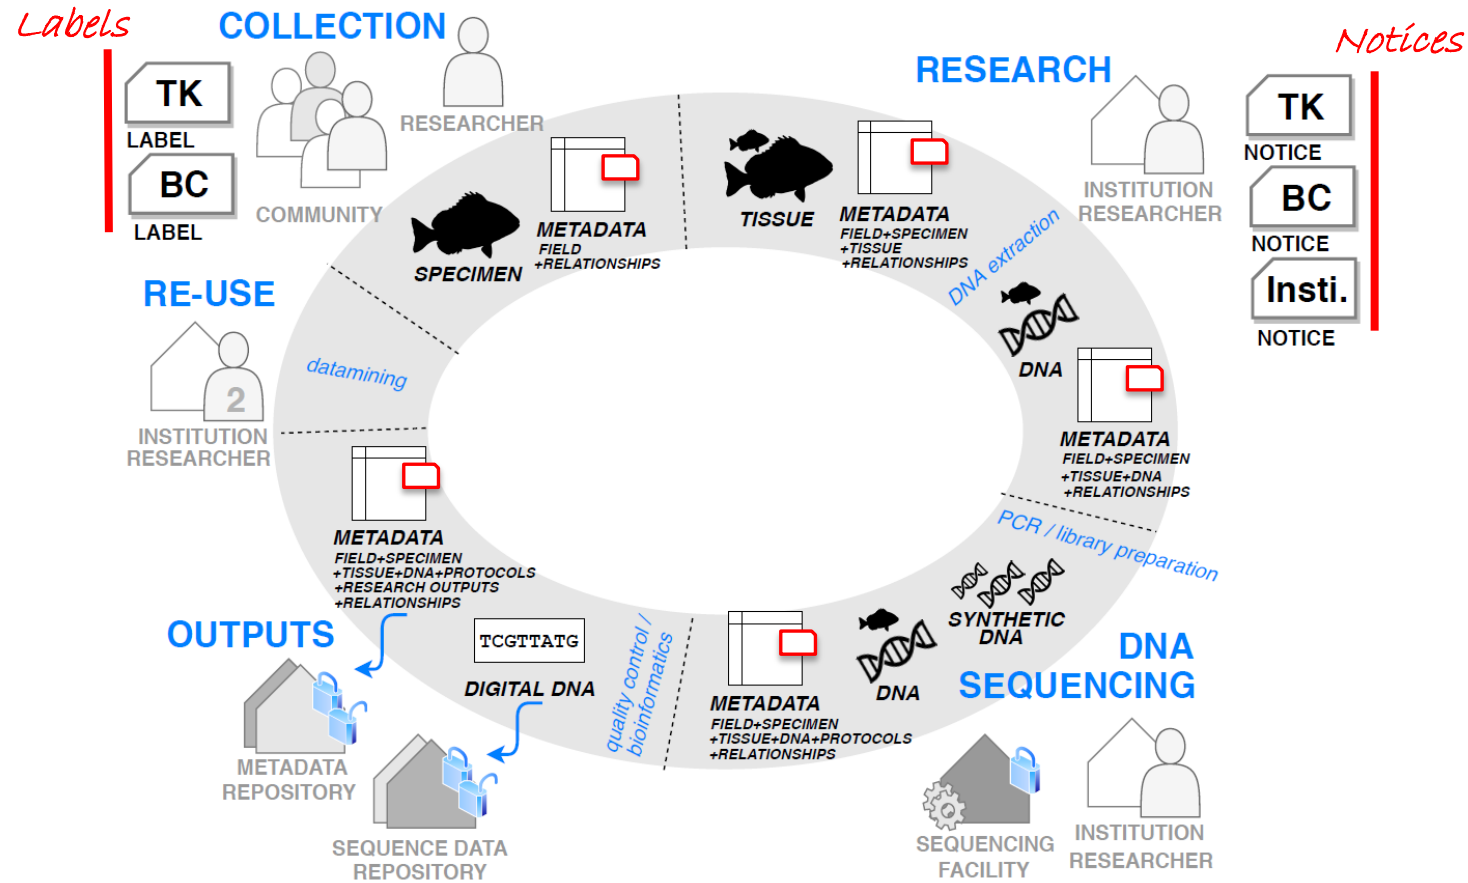 Labels
COLLECTION
TK
LABEL
BC
LABEL
COMMUNITY
RESEARCHER
SPECIMEN
METADATA
FIELD
+RELATIONSHIPS
RESEARCH
INSTITUTION
RESEARCHER
Notices
TK
NOTICE
BC
NOTICE
Insti.
NOTICE
TISSUE
METADATA
FIELD+SPECIMEN
+TISSUE
+RELATIONSHIPS
DNA extraction
DNA
METADATA
FIELD+SPECIMEN
+TISSUE+DNA
+RELATIONSHIPS
PCR / library preparation
SYNTHETIC
DNA
DNA
DNA
SEQUENCING
SEQUENCING
FACILITY
INSTITUTION
RESEARCHER
METADATA
FIELD+SPECIMEN
+TISSUE+DNA+PROTOCOLS
+RELATIONSHIPS
quality control /
bioinformatics
TCGTTATG
DIGITAL DNA
METADATA
FIELD+SPECIMEN
+TISSUE+DNA+PROTOCOLS
+RESEARCH OUTPUTS
+RELATIONSHIPS
OUTPUTS
METADATA
REPOSITORY
SEQUENCE DATA
REPOSITORY
RE-USE
2
INSTITUTION
RESEARCHER
datamining